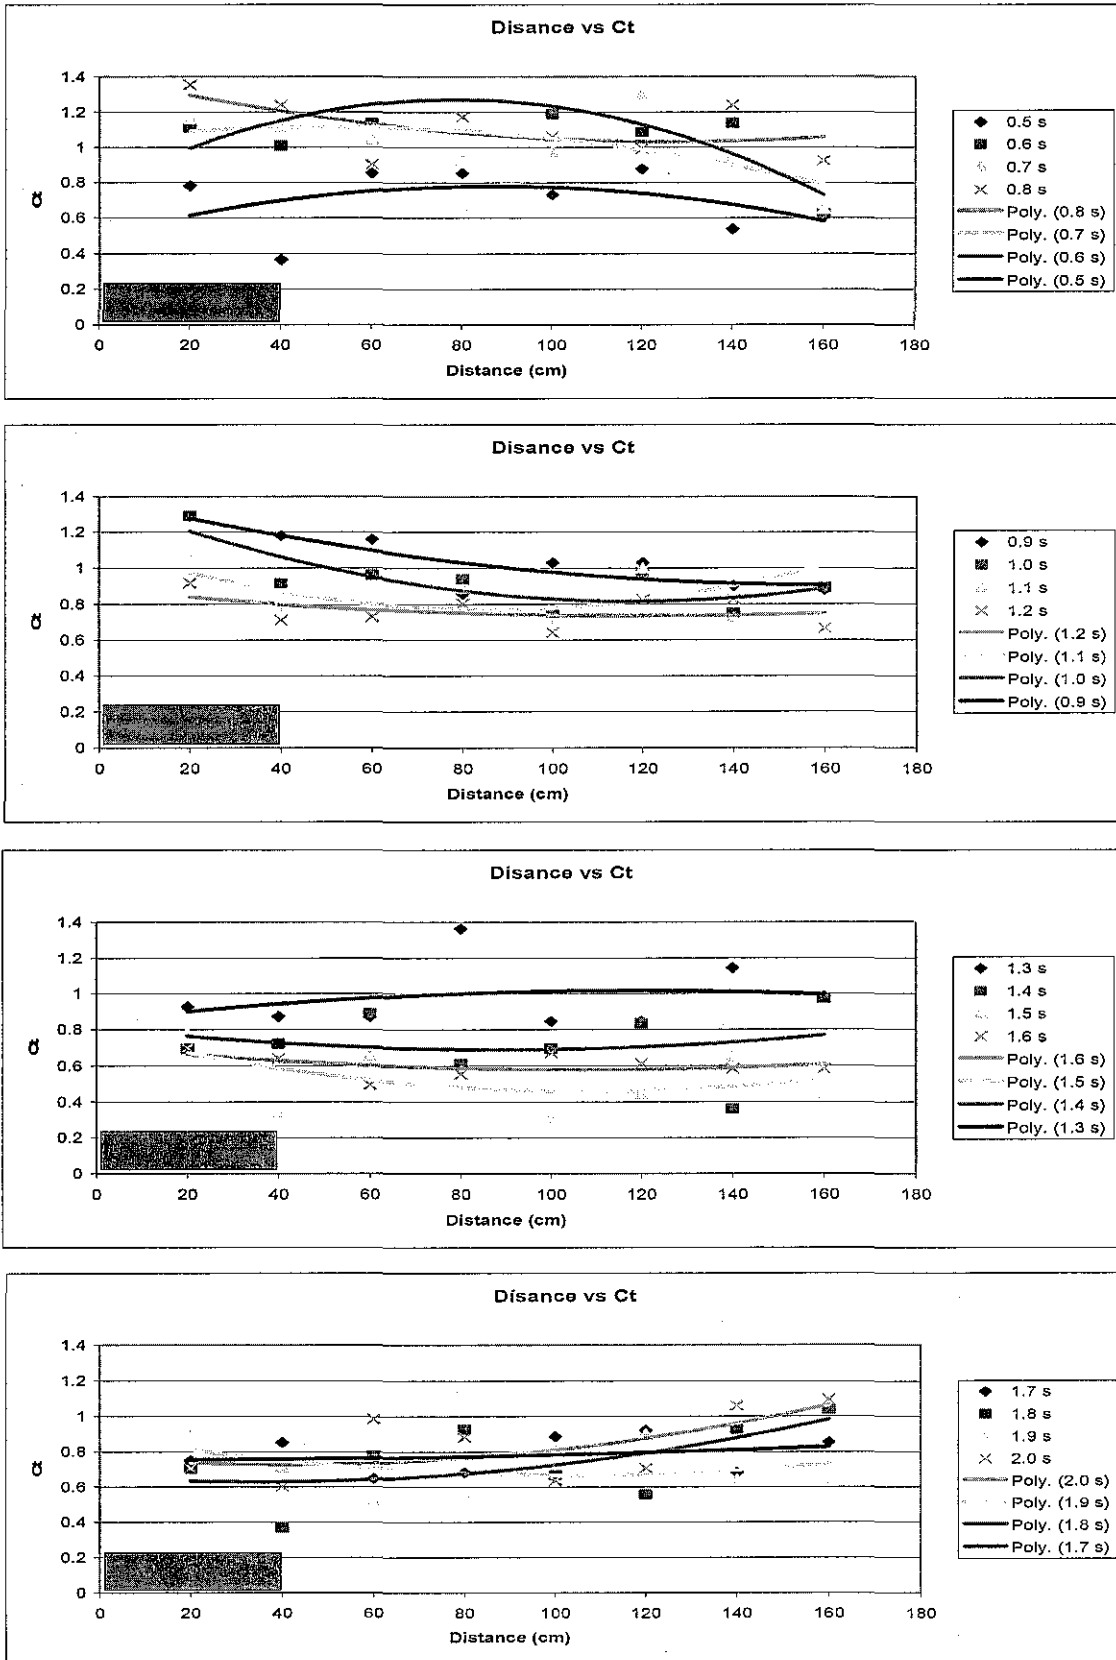 Disance vs Ct
1.4
1.2
1
0.8
0.6
0.4
0.2
0
Ct
0 20 40 60 80 100 120 140 160 180
Distance (cm)
0.5 s
0.6 s
0.7 s
0.8 s
Poly. (0.8 s)
Poly. (0.7 s)
Poly. (0.6 s)
Poly. (0.5 s)
Disance vs Ct
1.4
1.2
1
0.8
0.6
0.4
0.2
0
Ct
0 20 40 60 80 100 120 140 160 180
Distance (cm)
0.9 s
1.0 s
1.1 s
1.2 s
Poly. (1.2 s)
Poly. (1.1 s)
Poly. (1.0 s)
Poly. (0.9 s)
Disance vs Ct
1.4
1.2
1
0.8
0.6
0.4
0.2
0
Ct
0 20 40 60 80 100 120 140 160 180
Distance (cm)
1.3 s
1.4 s
1.5 s
1.6 s
Poly. (1.6 s)
Poly. (1.5 s)
Poly. (1.4 s)
Poly. (1.3 s)
Disance vs Ct
1.4
1.2
1
0.8
0.6
0.4
0.2
0
Ct
0 20 40 60 80 100 120 140 160 180
Distance (cm)
1.7 s
1.8 s
1.9 s
2.0 s
Poly. (2.0 s)
Poly. (1.9 s)
Poly. (1.8 s)
Poly. (1.7 s)